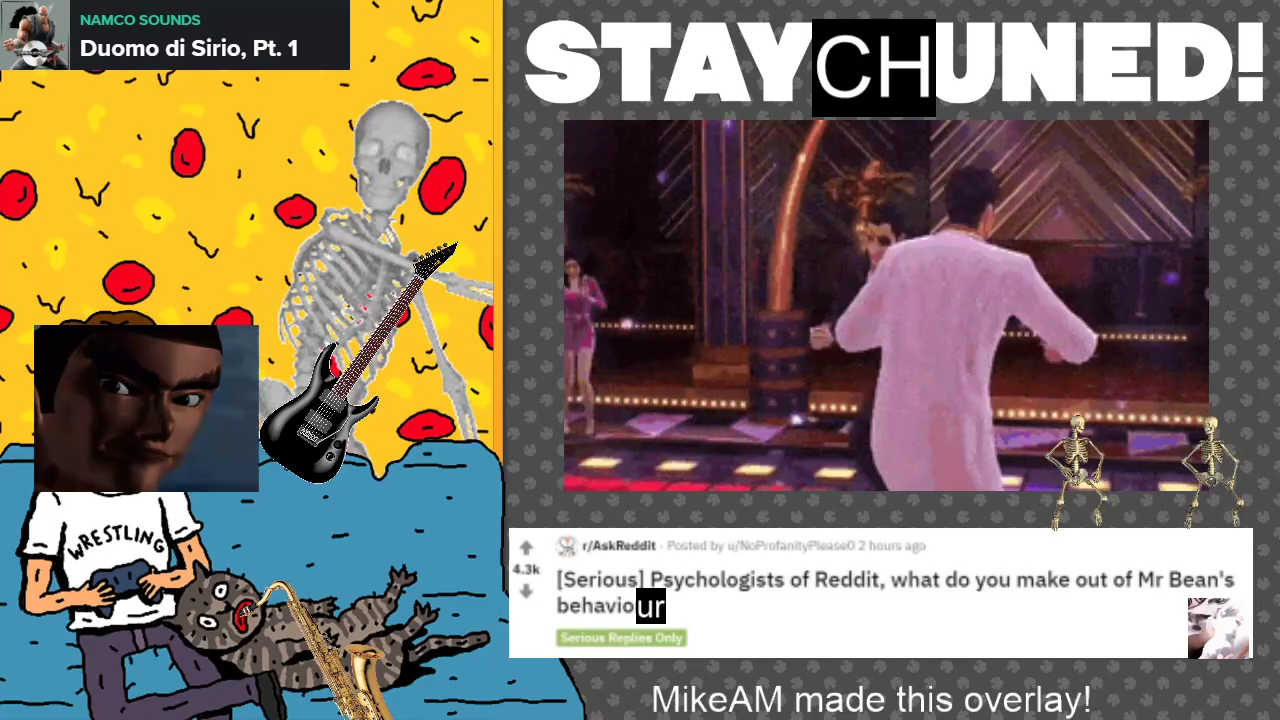 NAMCO SOUNDS
Duomo di Sirio, Pt. 1
STAYCHUNED!
WRESTLING
r/AskReddit · Posted by u/NoProfanityPlease0 2 hours ago
4.3k
[Serious] Psychologists of Reddit, what do you make out of Mr Bean's
behaviour
Serious Replies Only
MikeAM made this overlay!